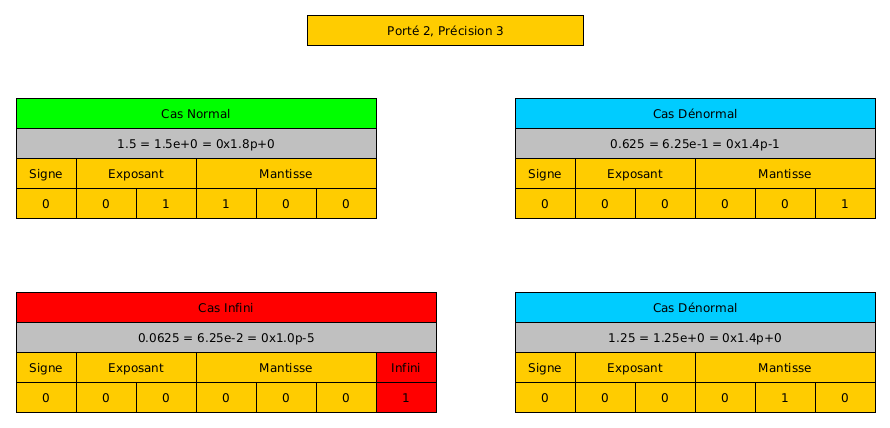 Porté 2, Précision 3
Cas Normal
1.5 = 1.5e+0 = 0x1.8p+0
Signe Exposant Mantisse
0 0 1 1 0 0
Cas Dénormal
0.625 = 6.25e-1 = 0x1.4p-1
Signe Exposant Mantisse
0 0 0 0 0 1
Cas Infini
0.0625 = 6.25e-2 = 0x1.0p-5
Signe Exposant Mantisse Infini
0 0 0 0 0 0 1
Cas Dénormal
1.25 = 1.25e+0 = 0x1.4p+0
Signe Exposant Mantisse
0 0 0 0 1 0